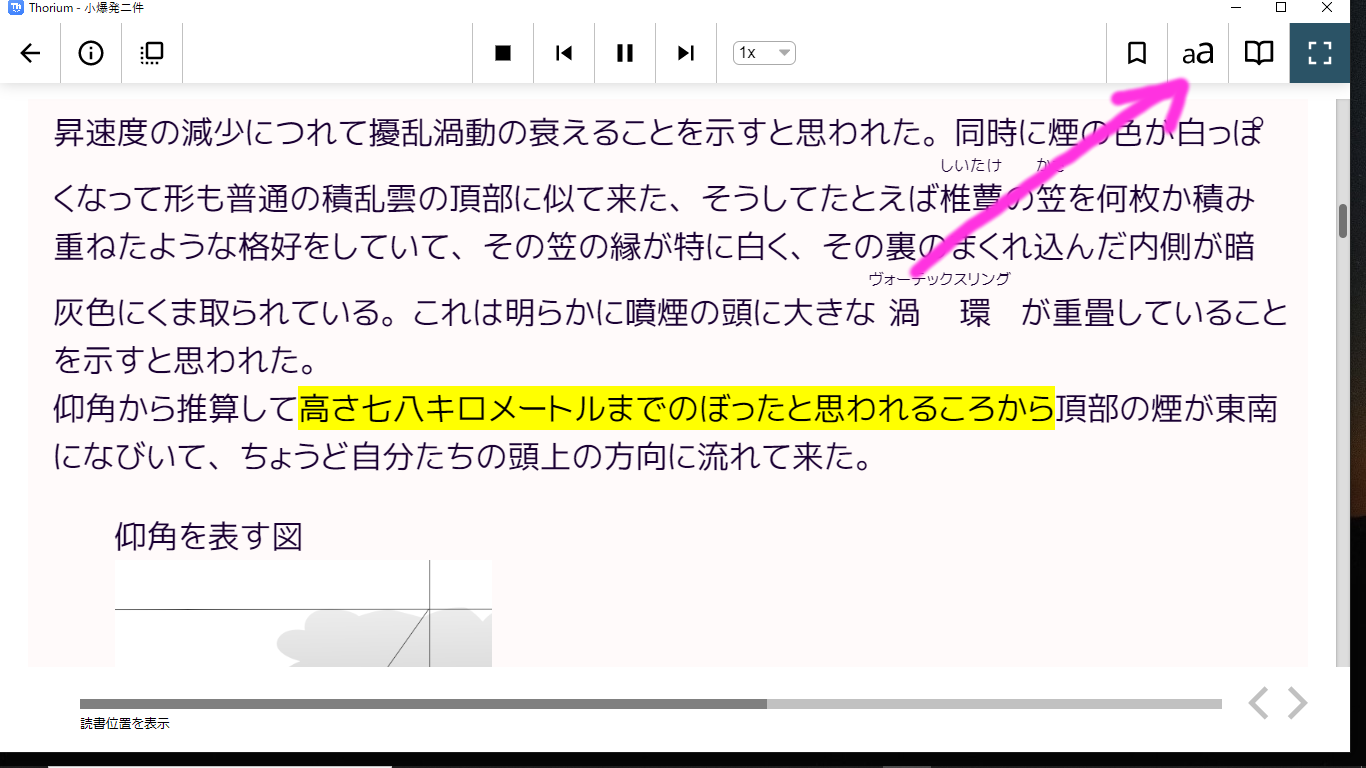 Thorium - 小爆発二件
1x
aa
昇速度の減少につれて擾乱渦動の衰えることを示すと思われた。同時に煙の色が白っぽ
しいたけ
くなって形も普通の積乱雲の頂部に似て来た、そうしてたとえば椎蕈の笠を何枚か積み
重ねたような格好をしていて、その笠の縁が特に白く、その裏のまくれ込んだ内側が暗
ヴォーテックスリング
灰色にくま取られている。これは明らかに噴煙の頭に大きな渦環が重畳していること
を示すと思われた。
仰角から推算して高さ七八キロメートルまでのぼったと思われるころから頂部の煙が東南
になびいて、ちょうど自分たちの頭上の方向に流れて来た。
仰角を表す図
読書位置を表示